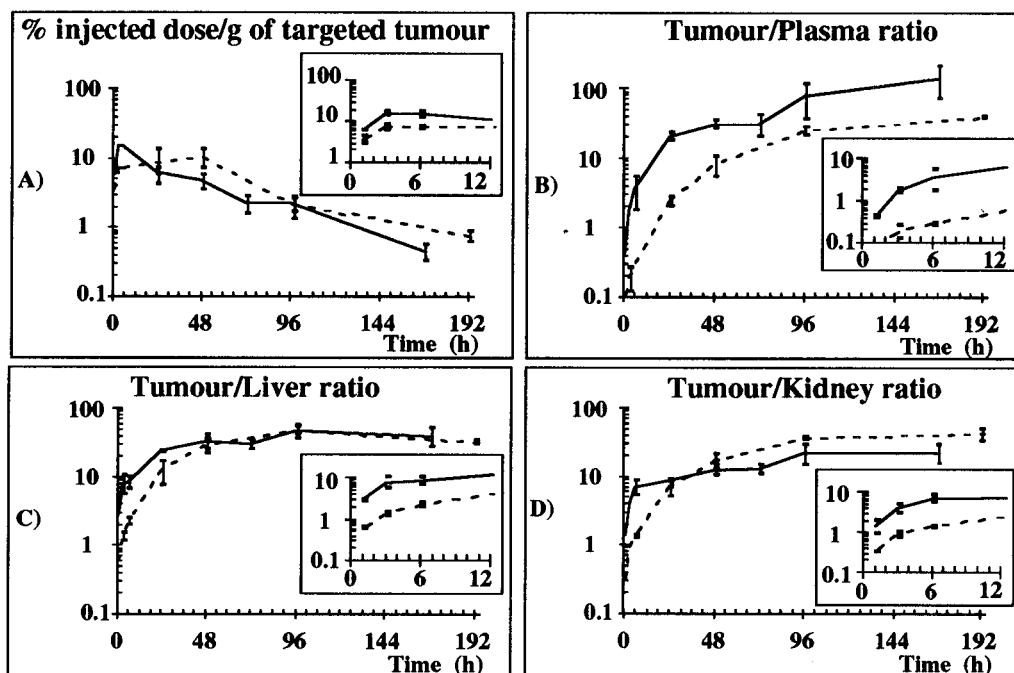 % injected dose/g of targeted tumour
A)
100
10
1
0.1
0 48 96 144 192
Time (h)
100
10
1
0 6 12
Tumour/Plasma ratio
B)
100
10
1
0.1
0 48 96 144 192
Time (h)
10
1
0.1
0 6 12
Tumour/Liver ratio
C)
100
10
1
0.1
0 48 96 144 192
Time (h)
10
1
0.1
0 6 12
Tumour/Kidney ratio
D)
100
10
1
0.1
0 48 96 144 192
Time (h)
10
1
0.1
0 6 12